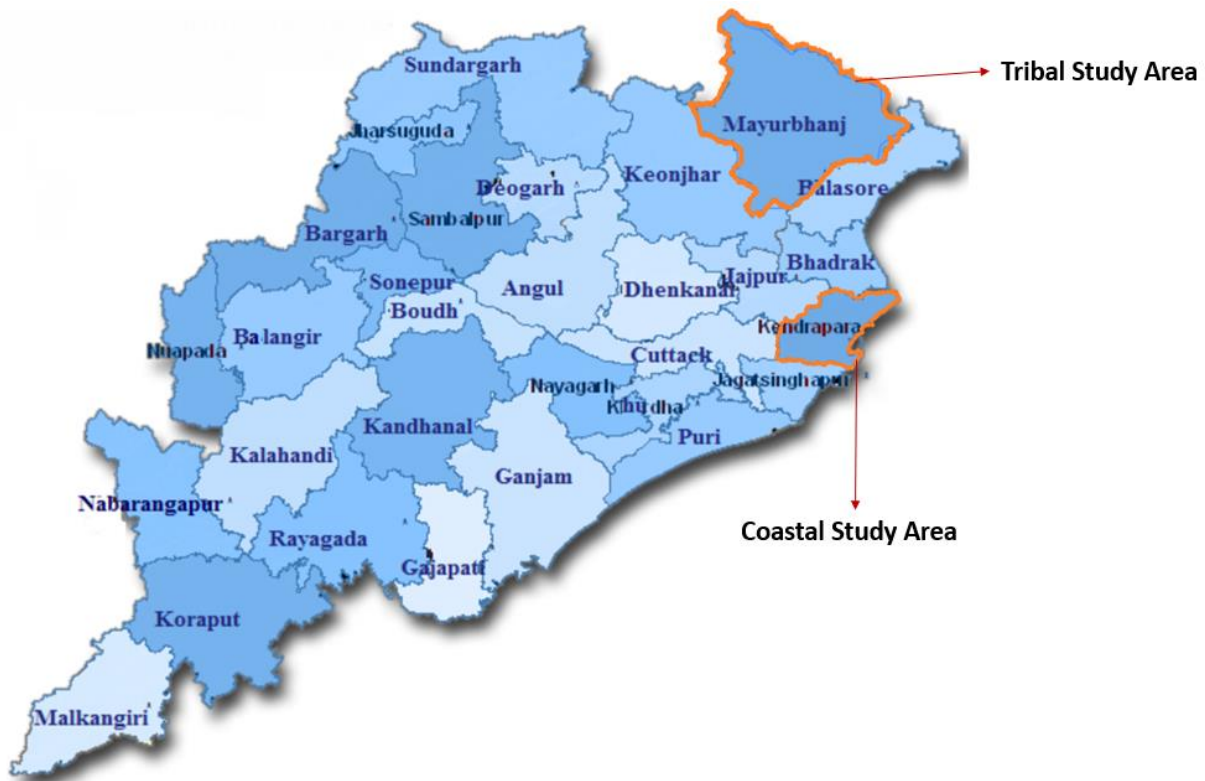 Sundargarh
Tribal Study Area
Mayurbhanj
Jharsuguda
Keonjhar
Deogarh
Balasore
Sambalpur
Bargarh
Bhadrak
Jajpur
Sonepur
Angul
Dhenkanal
Boudh
Kendrapara
Balangir
Nuapada
Cuttack
Nayagarh
Jagatsinghapur
Khurdha
Kandhanal
Puri
Kalahandi
Ganjam
Nabarangapur
Coastal Study Area
Rayagada
Gajapati
Koraput
Malkangiri